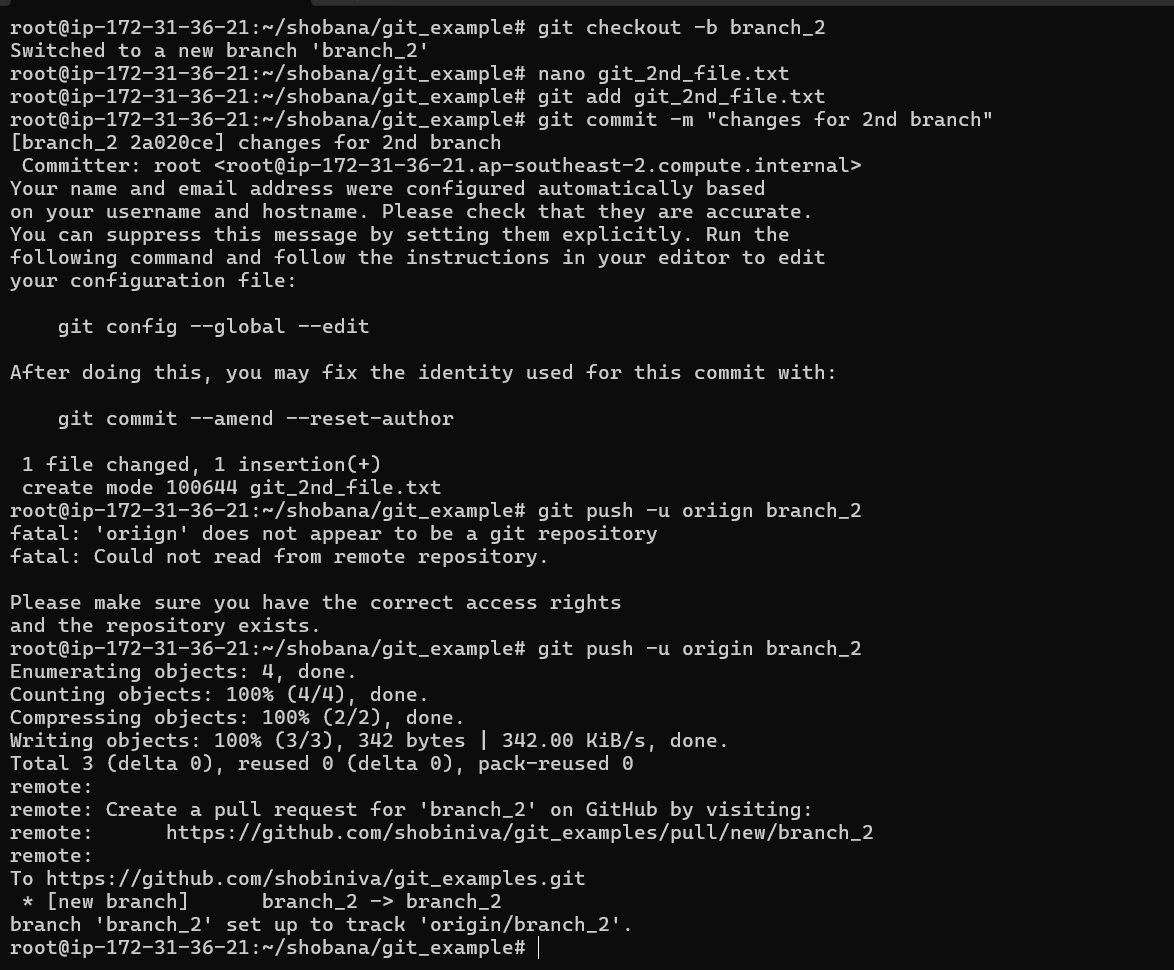 root@ip-172-31-36-21:~/shobana/git_example# git checkout -b branch_2
Switched to a new branch 'branch_2'
root@ip-172-31-36-21:~/shobana/git_example# nano git_2nd_file.txt
root@ip-172-31-36-21:~/shobana/git_example# git add git_2nd_file.txt
root@ip-172-31-36-21:~/shobana/git_example# git commit -m "changes for 2nd branch"
[branch_2 2a020ce] changes for 2nd branch
 Committer: root <root@ip-172-31-36-21.ap-southeast-2.compute.internal>
Your name and email address were configured automatically based
on your username and hostname. Please check that they are accurate.
You can suppress this message by setting them explicitly. Run the
following command and follow the instructions in your editor to edit
your configuration file:

    git config --global --edit

After doing this, you may fix the identity used for this commit with:

    git commit --amend --reset-author

 1 file changed, 1 insertion(+)
 create mode 100644 git_2nd_file.txt
root@ip-172-31-36-21:~/shobana/git_example# git push -u oriign branch_2
fatal: 'oriign' does not appear to be a git repository
fatal: Could not read from remote repository.

Please make sure you have the correct access rights
and the repository exists.
root@ip-172-31-36-21:~/shobana/git_example# git push -u origin branch_2
Enumerating objects: 4, done.
Counting objects: 100% (4/4), done.
Compressing objects: 100% (2/2), done.
Writing objects: 100% (3/3), 342 bytes | 342.00 KiB/s, done.
Total 3 (delta 0), reused 0 (delta 0), pack-reused 0
remote:
remote: Create a pull request for 'branch_2' on GitHub by visiting:
remote:      https://github.com/shobiniva/git_examples/pull/new/branch_2
remote:
To https://github.com/shobiniva/git_examples.git
 * [new branch]      branch_2 -> branch_2
branch 'branch_2' set up to track 'origin/branch_2'.
root@ip-172-31-36-21:~/shobana/git_example#